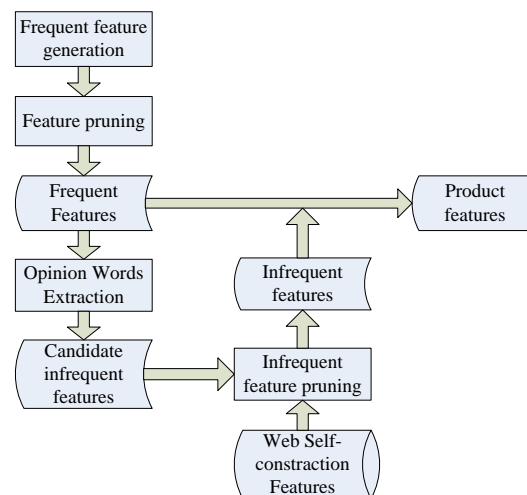 Frequent feature
generation
Feature pruning
Frequent
Features
Product
features
Opinion Words
Extraction
Infrequent
features
Candidate
infrequent
features
Infrequent
feature pruning
Web Self-
constraction
Features